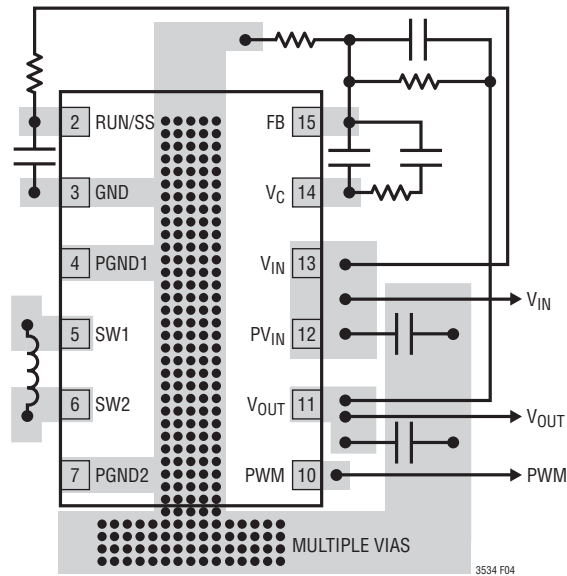 2 RUN/SS FB 15
3 GND VC 14
4 PGND1 VIN 13
VIN
5 SW1 PVIN 12
6 SW2 VOUT 11
VOUT
7 PGND2 PWM 10 PWM
MULTIPLE VIAS
3534 F04